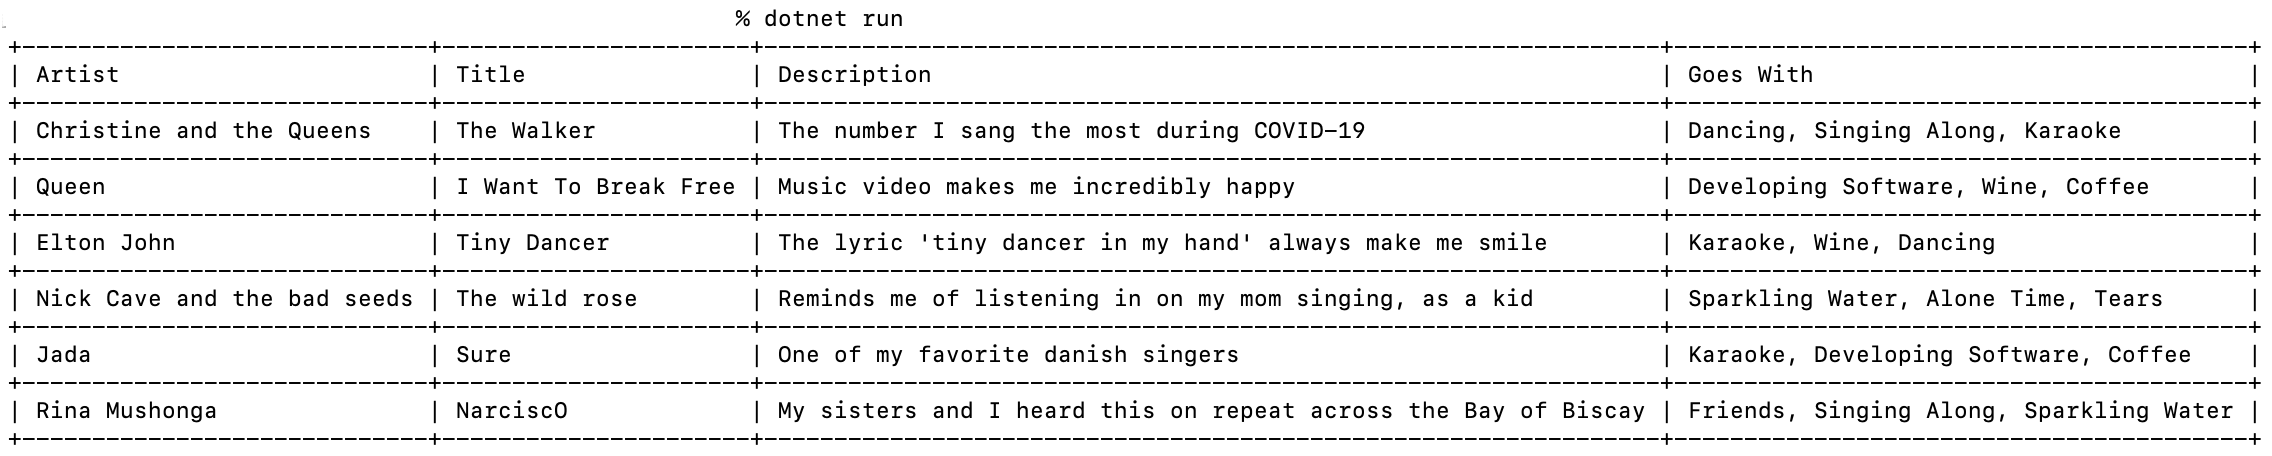 % dotnet run
+-----------------------------+----------------------+----------------------------------------------------------------+-----------------------------------------+
| Artist                      | Title                | Description                                                    | Goes With                               |
+-----------------------------+----------------------+----------------------------------------------------------------+-----------------------------------------+
| Christine and the Queens    | The Walker           | The number I sang the most during COVID-19                     | Dancing, Singing Along, Karaoke         |
+-----------------------------+----------------------+----------------------------------------------------------------+-----------------------------------------+
| Queen                       | I Want To Break Free | Music video makes me incredibly happy                          | Developing Software, Wine, Coffee       |
+-----------------------------+----------------------+----------------------------------------------------------------+-----------------------------------------+
| Elton John                  | Tiny Dancer          | The lyric 'tiny dancer in my hand' always make me smile        | Karaoke, Wine, Dancing                  |
+-----------------------------+----------------------+----------------------------------------------------------------+-----------------------------------------+
| Nick Cave and the bad seeds | The wild rose        | Reminds me of listening in on my mom singing, as a kid         | Sparkling Water, Alone Time, Tears      |
+-----------------------------+----------------------+----------------------------------------------------------------+-----------------------------------------+
| Jada                        | Sure                 | One of my favorite danish singers                              | Karaoke, Developing Software, Coffee    |
+-----------------------------+----------------------+----------------------------------------------------------------+-----------------------------------------+
| Rina Mushonga               | NarciscO             | My sisters and I heard this on repeat across the Bay of Biscay | Friends, Singing Along, Sparkling Water |
+-----------------------------+----------------------+----------------------------------------------------------------+-----------------------------------------+